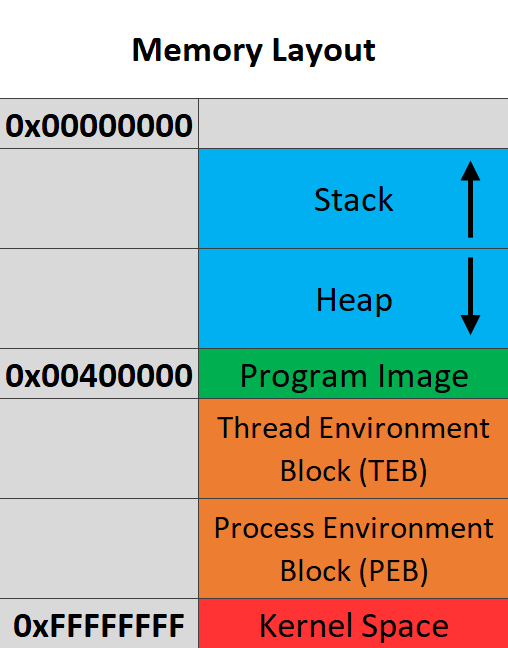 Memory Layout
0x00000000
Stack
Heap
0x00400000 Program Image
Thread Environment
Block (TEB)
Process Environment
Block (PEB)
0xFFFFFFFF Kernel Space